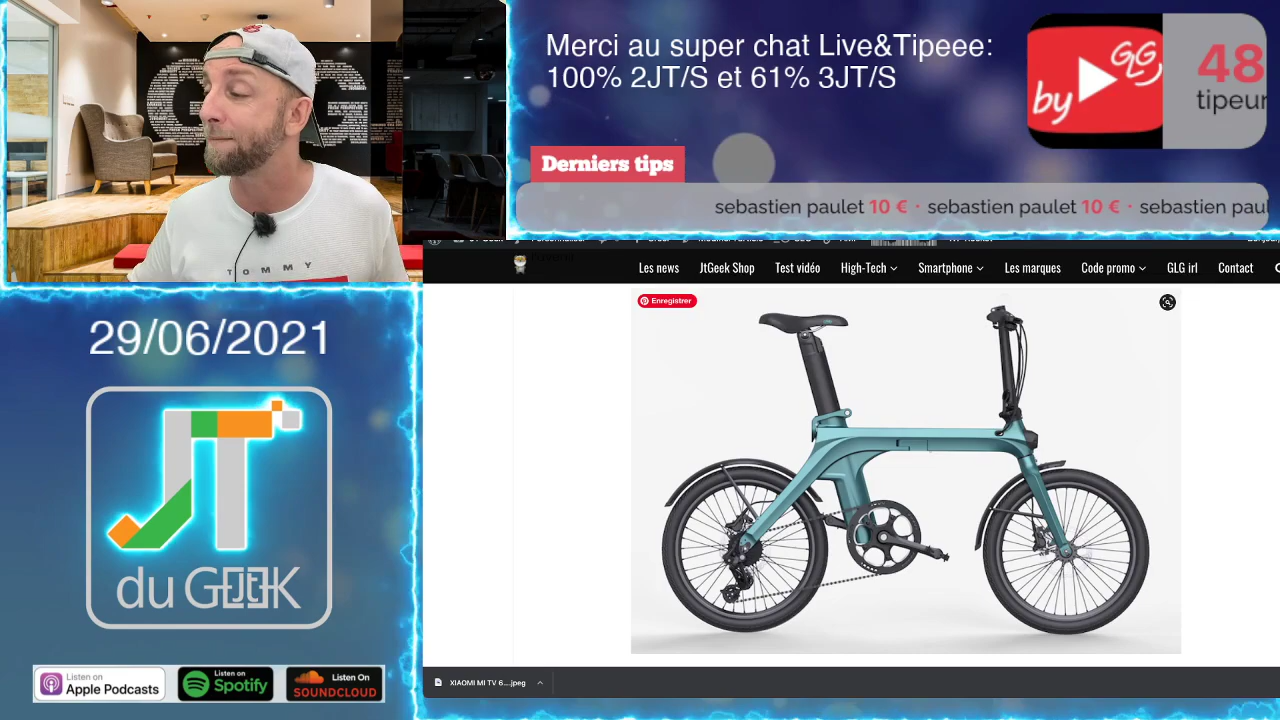 Merci au super chat Live&Tipeee:
100% 2JT/S et 61% 3JT/S
by GLG
48
tipeur
Derniers tips
sebastien paulet 10 € · sebastien paulet 10 € · sebastien paul
TOMMY
Les news JtGeek Shop Test vidéo High-Tech Smartphone Les marques Code promo GLG irl Contact
Enregistrer
29/06/2021
JT
du GEEK
Listen on
Apple Podcasts
Listen on
Spotify
Listen On
SOUNDCLOUD
XIAOMI MI TV 6....jpeg